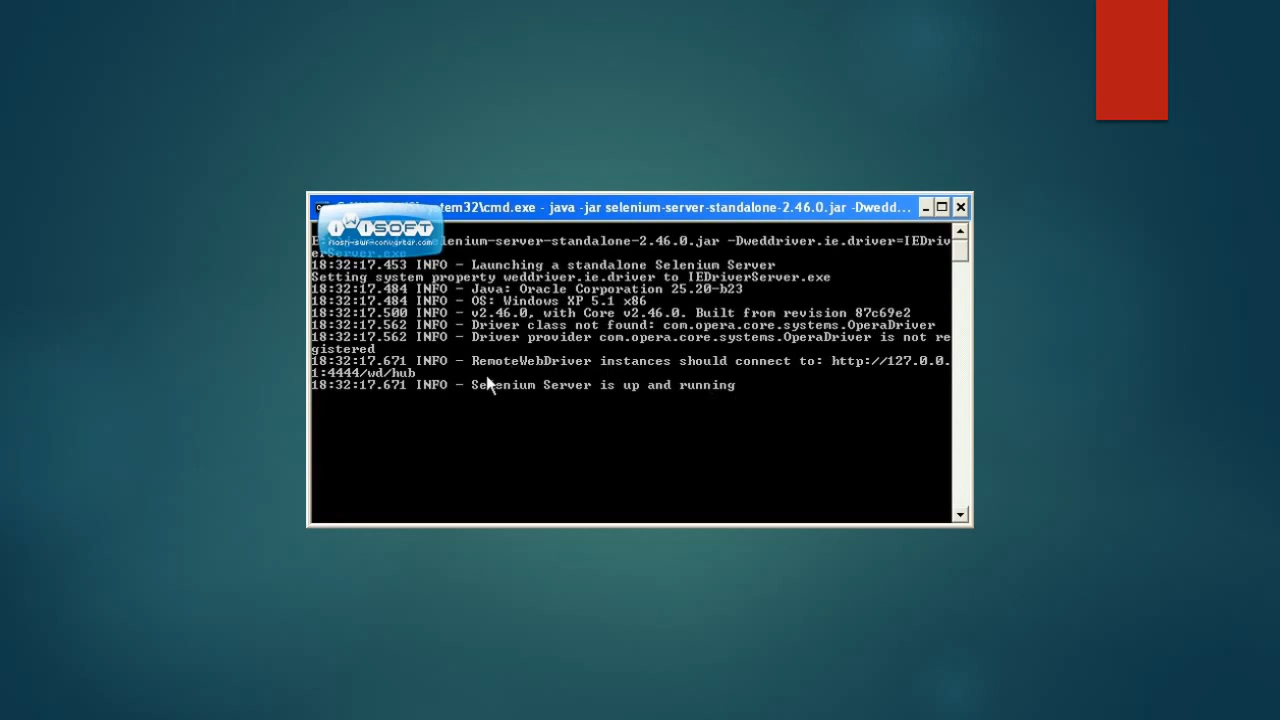 tem32\cmd.exe - java -jar selenium-server-standalone-2.46.0.jar -Dwedd...
iWiSOFT
flash-swf-converter.com
lenium-server-standalone-2.46.0.jar -Dweddriver.ie.driver=IEDriv
erServer.exe
18:32:17.453 INFO - Launching a standalone Selenium Server
Setting system property weddriver.ie.driver to IEDriverServer.exe
18:32:17.484 INFO - Java: Oracle Corporation 25.20-b23
18:32:17.484 INFO - OS: Windows XP 5.1 x86
18:32:17.500 INFO - v2.46.0, with Core v2.46.0. Built from revision 87c69e2
18:32:17.562 INFO - Driver class not found: com.opera.core.systems.OperaDriver
18:32:17.562 INFO - Driver provider com.opera.core.systems.OperaDriver is not re
gistered
18:32:17.671 INFO - RemoteWebDriver instances should connect to: http://127.0.0.
1:4444/wd/hub
18:32:17.671 INFO - Selenium Server is up and running